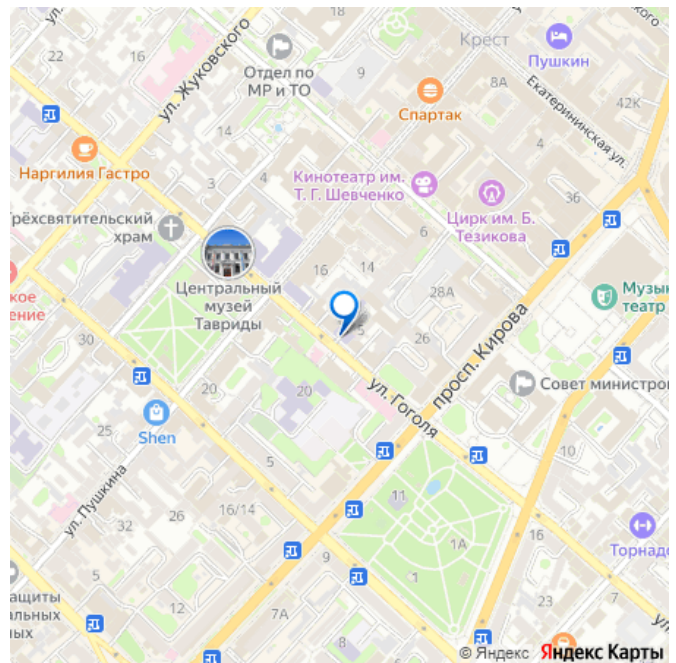 18
Крест
Пушкин
Отдел по
МР и ТО
9
ул. Жуковского
16
8А
Спартак
Екатерининская ул.
42К
14
Наргилия Гастро
4
3
4
Кинотеатр им.
Т. Г. Шевченко
36
Цирк им. Б.
Тезикова
рёхсвятительский
храм
6
16
14
Центральный
музей
Тавриды
28А
Музы
театр
кое
ение
5
26
просп. Кирова
30
20
20
ул. Гоголя
Совет министро
Shen
25
10
ул. Пушкина
11
26
16/14
32
16
1А
Торнадо
9
5
1
ащиты
альных
ых
12
7А
23
7
8
ул
© Яндекс
Яндекс Карты